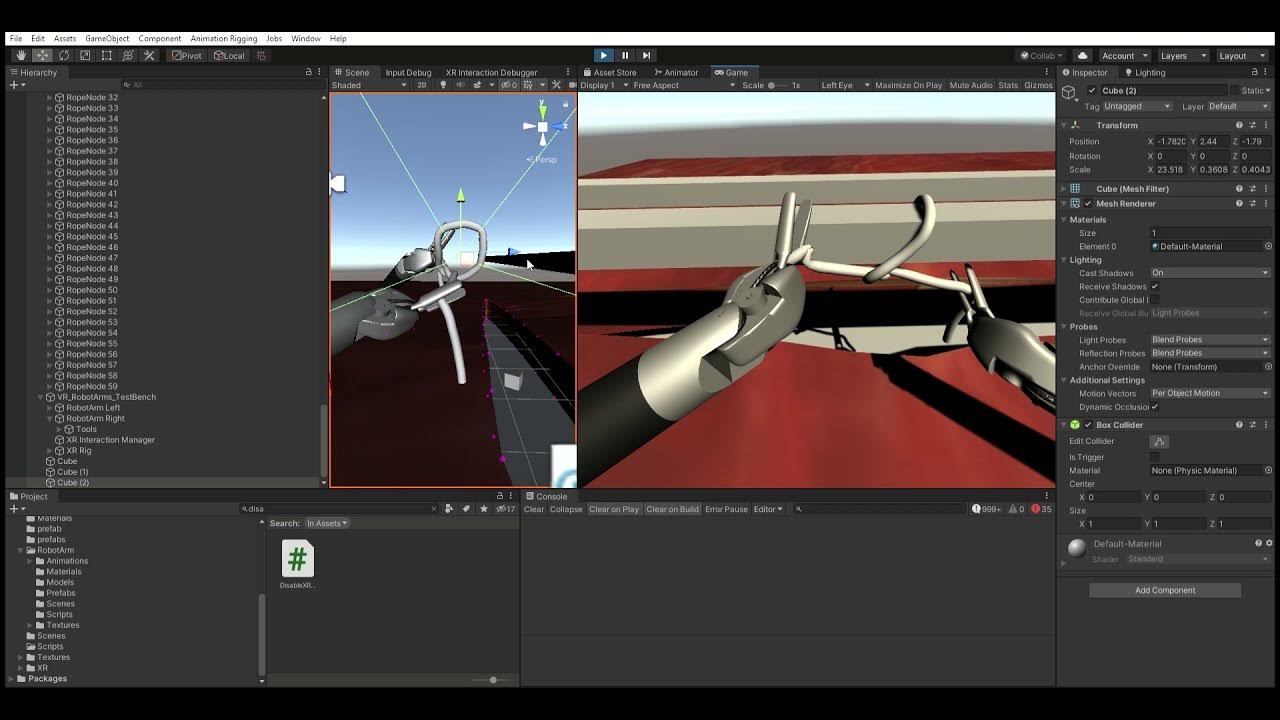 File Edit Assets GameObject Component Animation Rigging Jobs Window Help
Pivot Local Collab Account Layers Layout
Hierarchy
All
RopeNode 32
RopeNode 33
RopeNode 34
RopeNode 35
RopeNode 36
RopeNode 37
RopeNode 38
RopeNode 39
RopeNode 40
RopeNode 41
RopeNode 42
RopeNode 43
RopeNode 44
RopeNode 45
RopeNode 46
RopeNode 47
RopeNode 48
RopeNode 49
RopeNode 50
RopeNode 51
RopeNode 52
RopeNode 53
RopeNode 54
RopeNode 55
RopeNode 56
RopeNode 57
RopeNode 58
RopeNode 59
VR_RobotArms_TestBench
RobotArm Left
RobotArm Right
Tools
XR Interaction Manager
XR Rig
Cube
Cube (1)
Cube (2)
Scene Input Debug XR Interaction Debugger
Shaded 2D 0
y
z
Persp
Asset Store Animator Game
Display 1 Free Aspect Scale 1x Left Eye Maximize On Play Mute Audio Stats Gizmos
Inspector Lighting
Cube (2) Static
Tag Untagged Layer Default
Transform
Position X -1.7820 Y 2.44 Z -1.79
Rotation X 0 Y 0 Z 0
Scale X 23.518 Y 0.3608 Z 0.4043
Cube (Mesh Filter)
Mesh Renderer
Materials
Size 1
Element 0 Default-Material
Lighting
Cast Shadows On
Receive Shadows
Contribute Global I
Receive Global Illu Light Probes
Probes
Light Probes Blend Probes
Reflection Probes Blend Probes
Anchor Override None (Transform)
Additional Settings
Motion Vectors Per Object Motion
Dynamic Occlusion
Box Collider
Edit Collider
Is Trigger
Material None (Physic Material)
Center
X 0 Y 0 Z 0
Size
X 1 Y 1 Z 1
Default-Material
Shader Standard
Add Component
Project
disa 17
Materials
prefab
prefabs
RobotArm
Animations
Materials
Models
Prefabs
Scenes
Scripts
Textures
Scenes
Scripts
Textures
XR
Packages
Search: In Assets
#
DisableXR...
Console
Clear Collapse Clear on Play Clear on Build Error Pause Editor 999+ 0 35